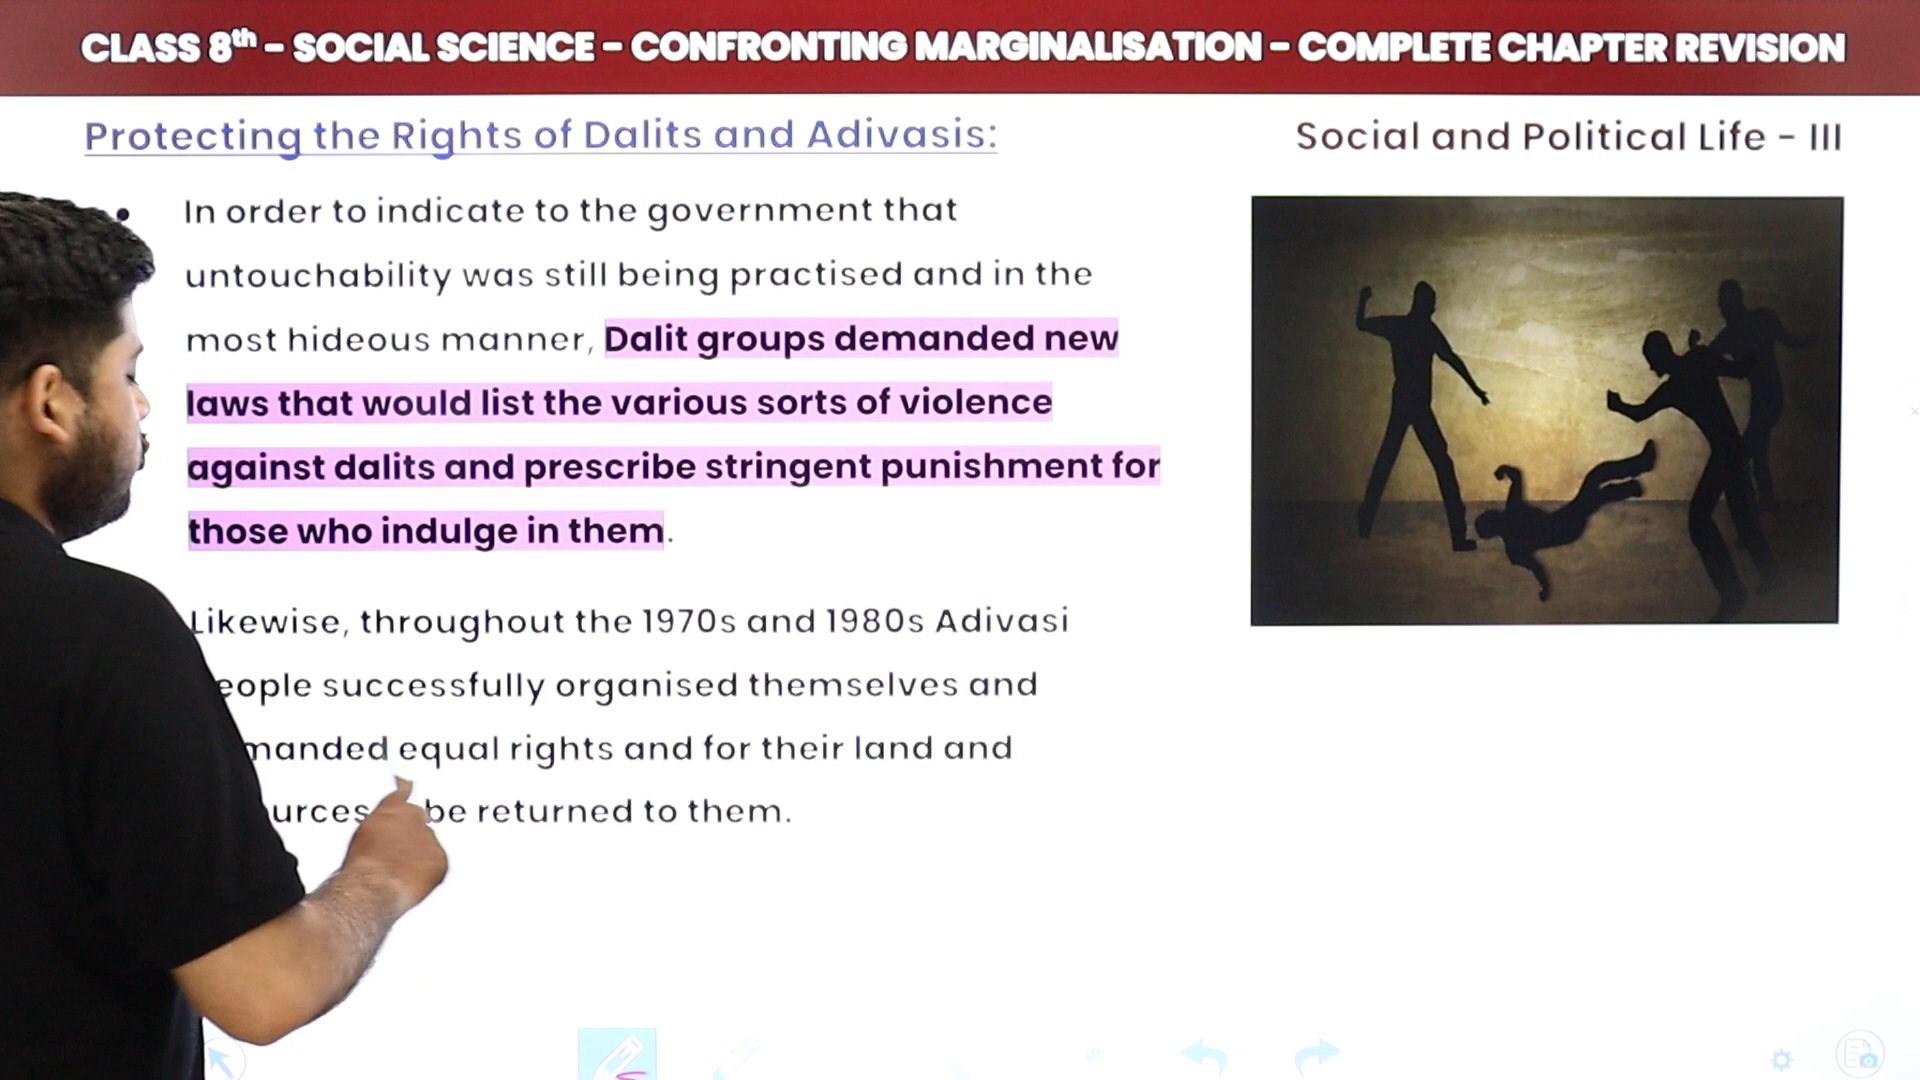 CLASS 8th - SOCIAL SCIENCE - CONFRONTING MARGINALISATION - COMPLETE CHAPTER REVISION
Protecting the Rights of Dalits and Adivasis:
Social and Political Life - III
• In order to indicate to the government that
untouchability was still being practised and in the
most hideous manner, Dalit groups demanded new
laws that would list the various sorts of violence
against dalits and prescribe stringent punishment for
those who indulge in them.
Likewise, throughout the 1970s and 1980s Adivasi
successfully organised themselves and
equal rights and for their land and
be returned to them.